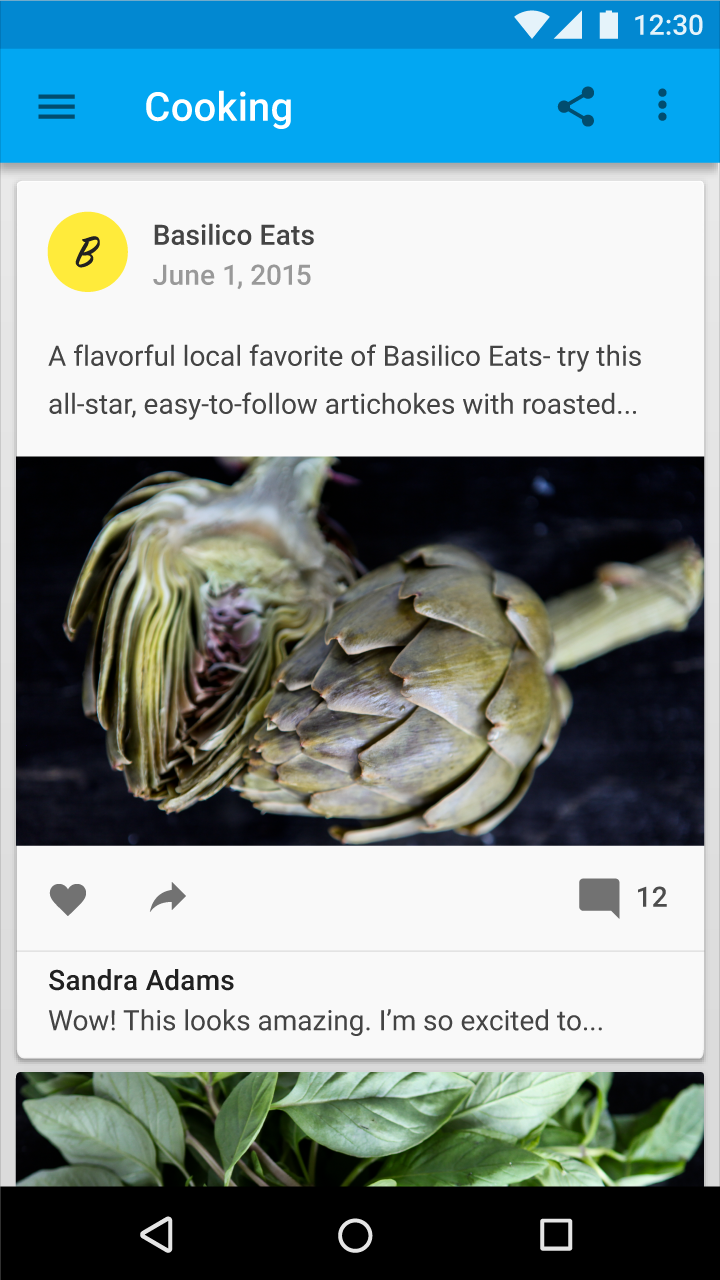 12:30
Cooking
B
Basilico Eats
June 1, 2015
A flavorful local favorite of Basilico Eats- try this
all-star, easy-to-follow artichokes with roasted...
12
Sandra Adams
Wow! This looks amazing. I’m so excited to...